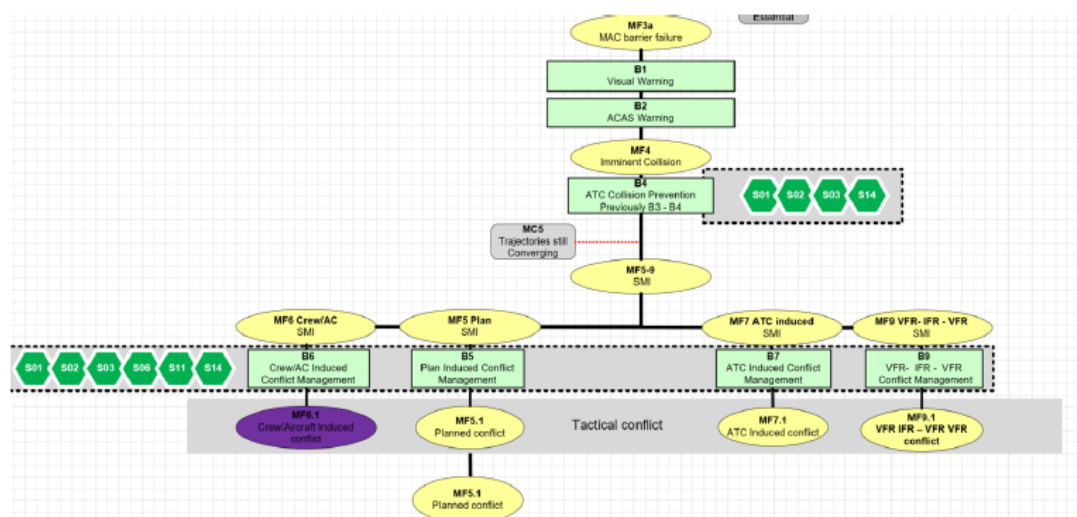 Essential
MF3a
MAC barrier failure
B1
Visual Warning
B2
ACAS Warning
MF4
Imminent Collision
B4
ATC Collision Prevention
Previously B3 - B4
S01 S02 S03 S14
MC5
Trajectories still
Converging
MF5-9
SMI
MF6 Crew/AC
SMI
MF5 Plan
SMI
MF7 ATC induced
SMI
MF9 VFR- IFR - VFR
SMI
S01 S02 S03 S06 S11 S14
B6
Crew/AC Induced
Conflict Management
B5
Plan Induced Conflict
Management
B7
ATC Induced Conflict
Management
B9
VFR- IFR - VFR
Conflict Management
MF6.1
Crew/Aircraft Induced
conflict
MF5.1
Planned conflict
Tactical conflict
MF7.1
ATC Induced conflict
MF9.1
VFR IFR – VFR VFR
conflict
MF5.1
Planned conflict